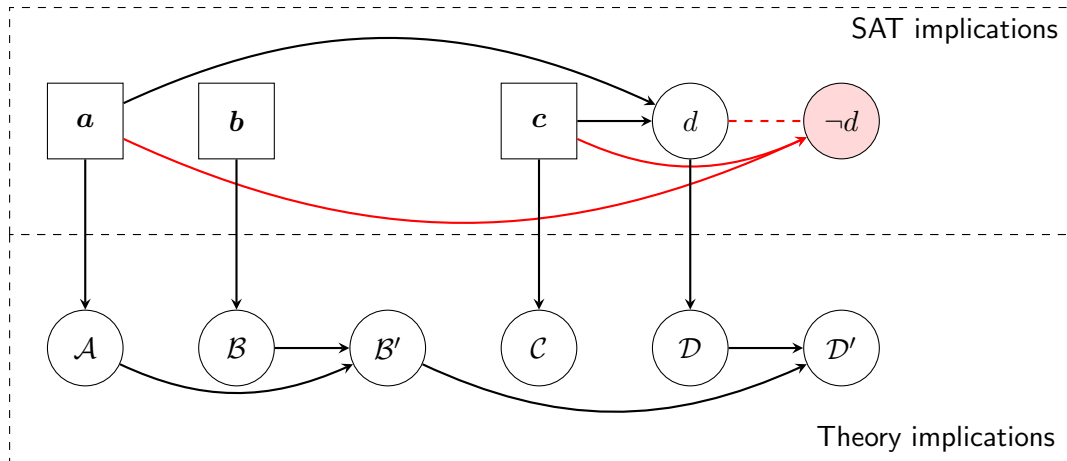 SAT implications
a b c d ¬d
𝒜 ℬ ℬ′ 𝒞 𝒟 𝒟′
Theory implications